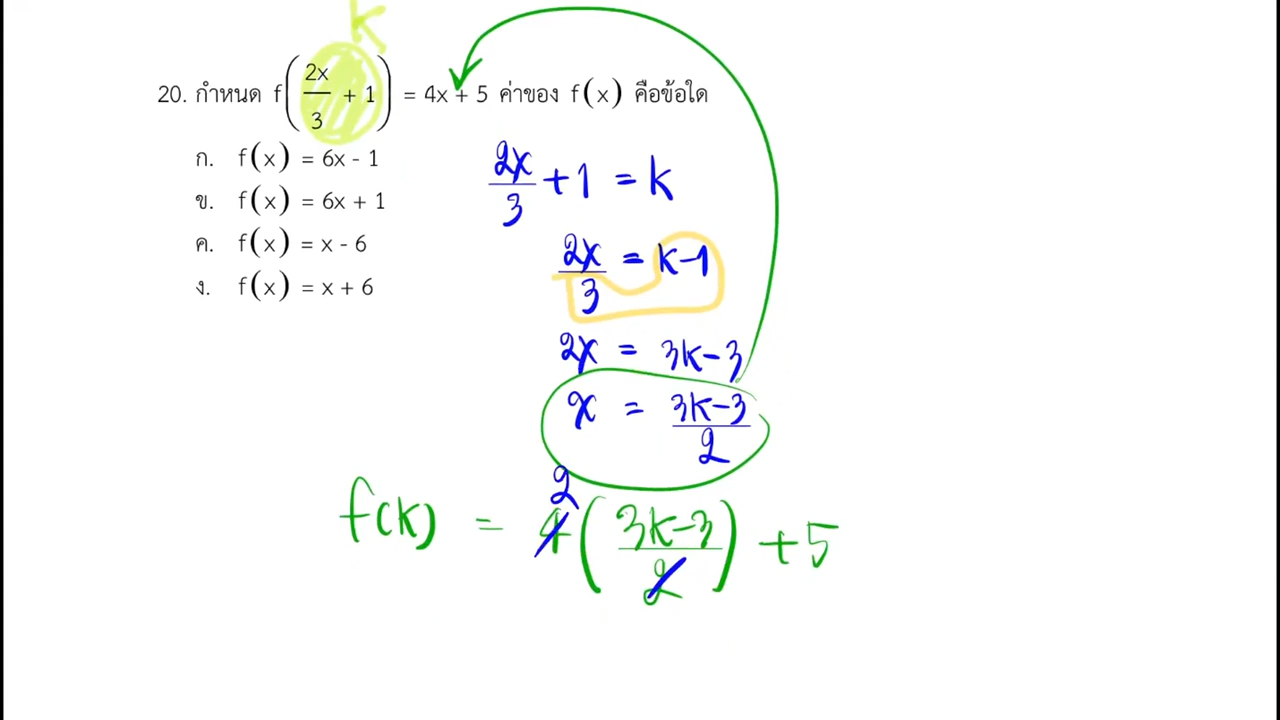 k
20. กำหนด f(2x/3 + 1) = 4x + 5 ค่าของ f(x) คือข้อใด
ก. f(x) = 6x - 1
ข. f(x) = 6x + 1
ค. f(x) = x - 6
ง. f(x) = x + 6
2x/3 + 1 = k
2x/3 = k-1
2x = 3k-3
x = 3k-3/2
2
f(k) = 4(3k-3/2) + 5